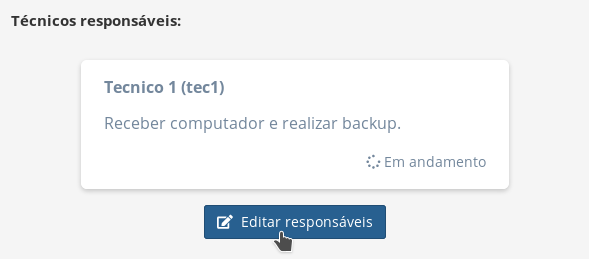 Técnicos responsáveis:
Tecnico 1 (tec1)
Receber computador e realizar backup.
Em andamento
Editar responsáveis